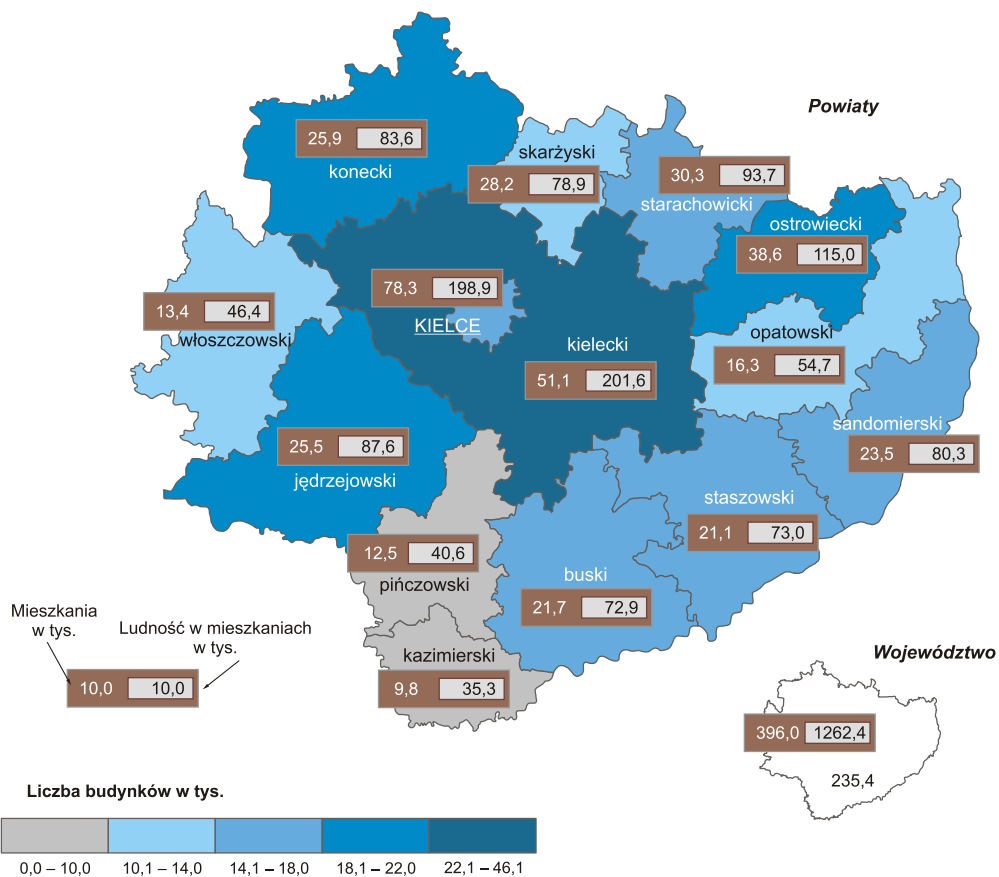 Powiaty
25,9 83,6
konecki
skarżyski
28,2 78,9
30,3 93,7
starachowicki
ostrowiecki
38,6 115,0
78,3 198,9
KIELCE
13,4 46,4
włoszczowski
kielecki
51,1 201,6
opatowski
16,3 54,7
sandomierski
23,5 80,3
25,5 87,6
jędrzejowski
staszowski
21,1 73,0
12,5 40,6
pińczowski
buski
21,7 72,9
kazimierski
9,8 35,3
Mieszkania
w tys.
Ludność w mieszkaniach
w tys.
10,0 10,0
Województwo
396,0 1262,4
235,4
Liczba budynków w tys.
0,0 – 10,0 10,1 – 14,0 14,1 – 18,0 18,1 – 22,0 22,1 – 46,1